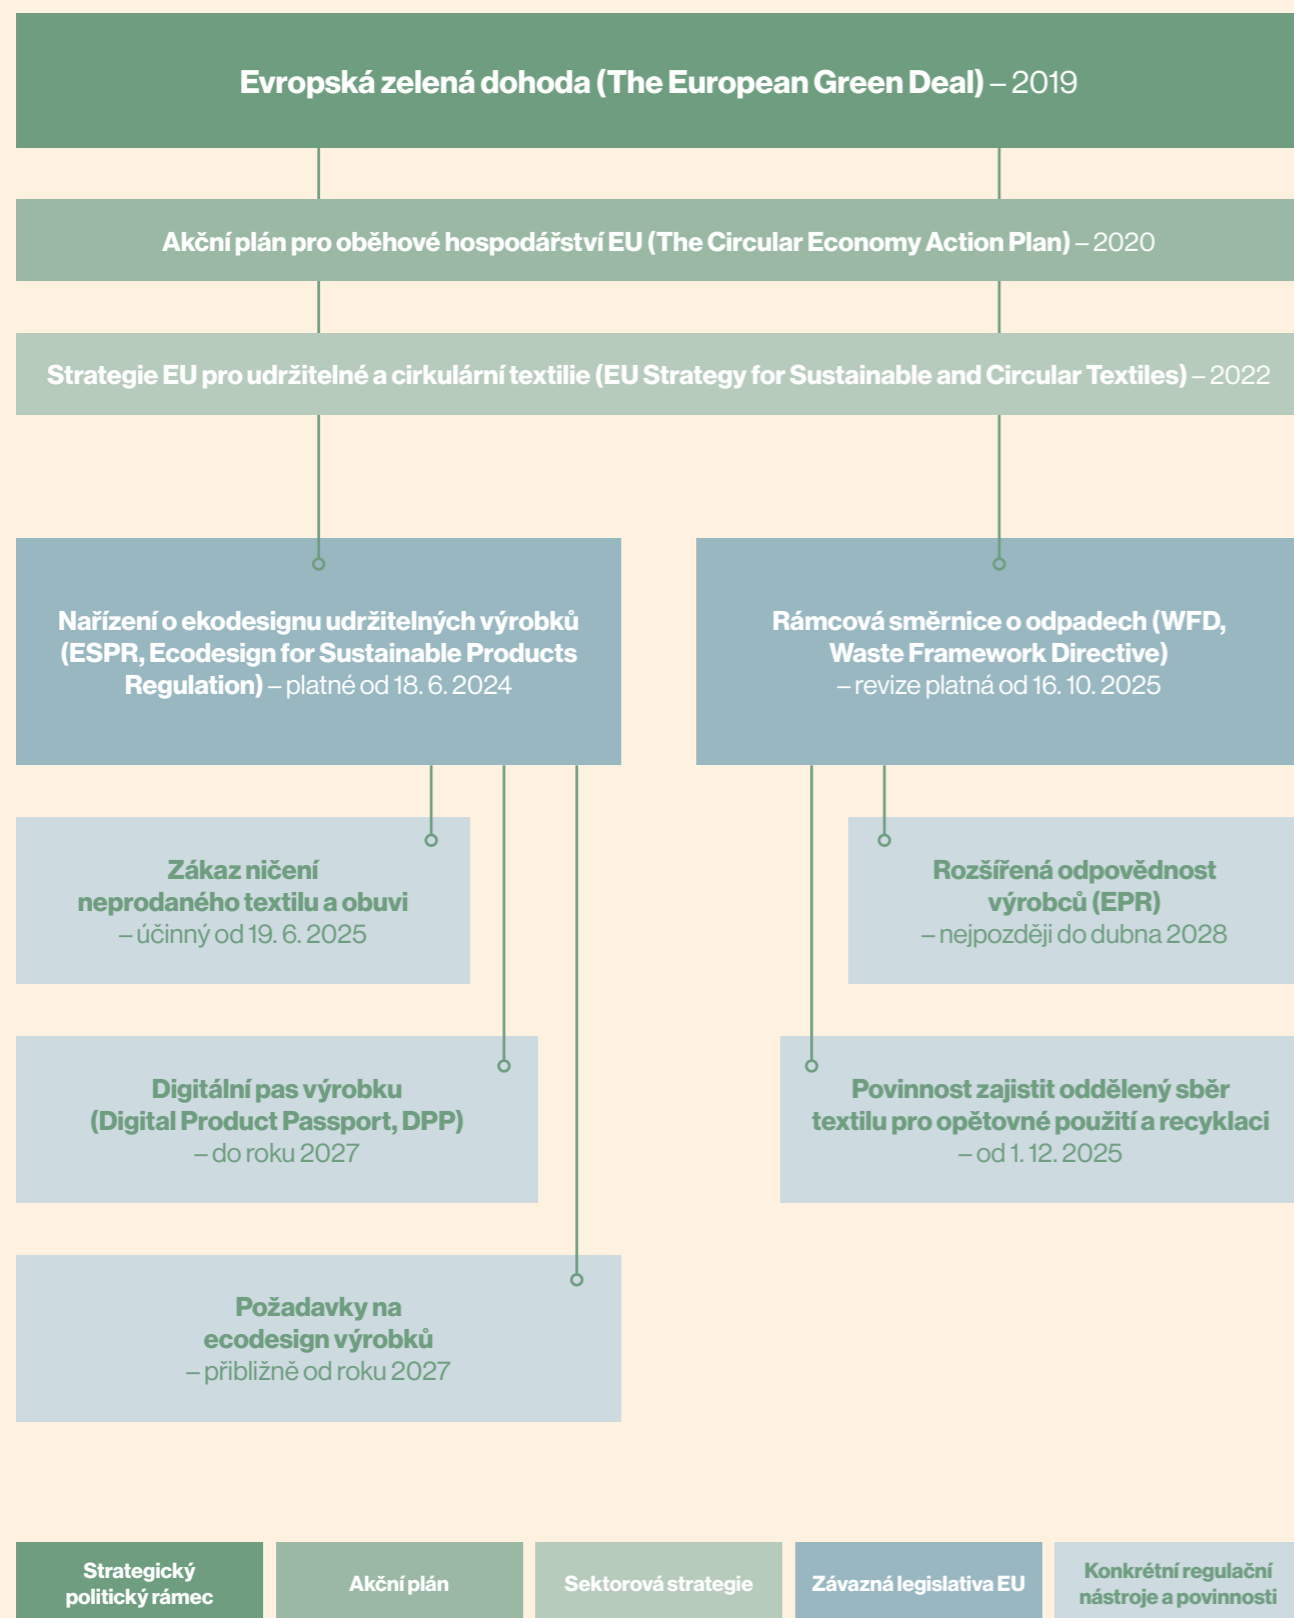 Evropská zelená dohoda (The European Green Deal) – 2019
Akční plán pro oběhové hospodářství EU (The Circular Economy Action Plan) – 2020
Strategie EU pro udržitelné a cirkulární textilie (EU Strategy for Sustainable and Circular Textiles) – 2022
Nařízení o ekodesignu udržitelných výrobků
(ESPR, Ecodesign for Sustainable Products
Regulation) – platné od 18. 6. 2024
Rámcová směrnice o odpadech (WFD,
Waste Framework Directive)
– revize platná od 16. 10. 2025
Zákaz ničení
neprodaného textilu a obuvi
– účinný od 19. 6. 2025
Rozšířená odpovědnost
výrobců (EPR)
– nejpozději do dubna 2028
Digitální pas výrobku
(Digital Product Passport, DPP)
– do roku 2027
Povinnost zajistit oddělený sběr
textilu pro opětovné použití a recyklaci
– od 1. 12. 2025
Požadavky na
ecodesign výrobků
– přibližně od roku 2027
Strategický
politický rámec
Akční plán
Sektorová strategie
Závazná legislativa EU
Konkrétní regulační
nástroje a povinnosti